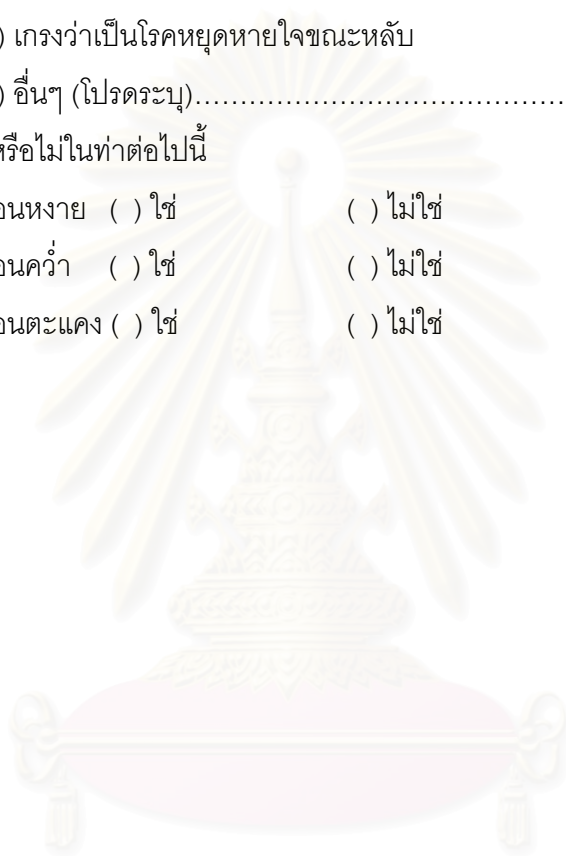 ) เกรงว่าเป็นโรคหยุดหายใจขณะหลับ
) อื่นๆ (โปรดระบุ)..........................................
หรือไม่ในท่าต่อไปนี้
อนหงาย ( ) ใช่ ( ) ไม่ใช่
อนคว่ำ ( ) ใช่ ( ) ไม่ใช่
อนตะแคง ( ) ใช่ ( ) ไม่ใช่